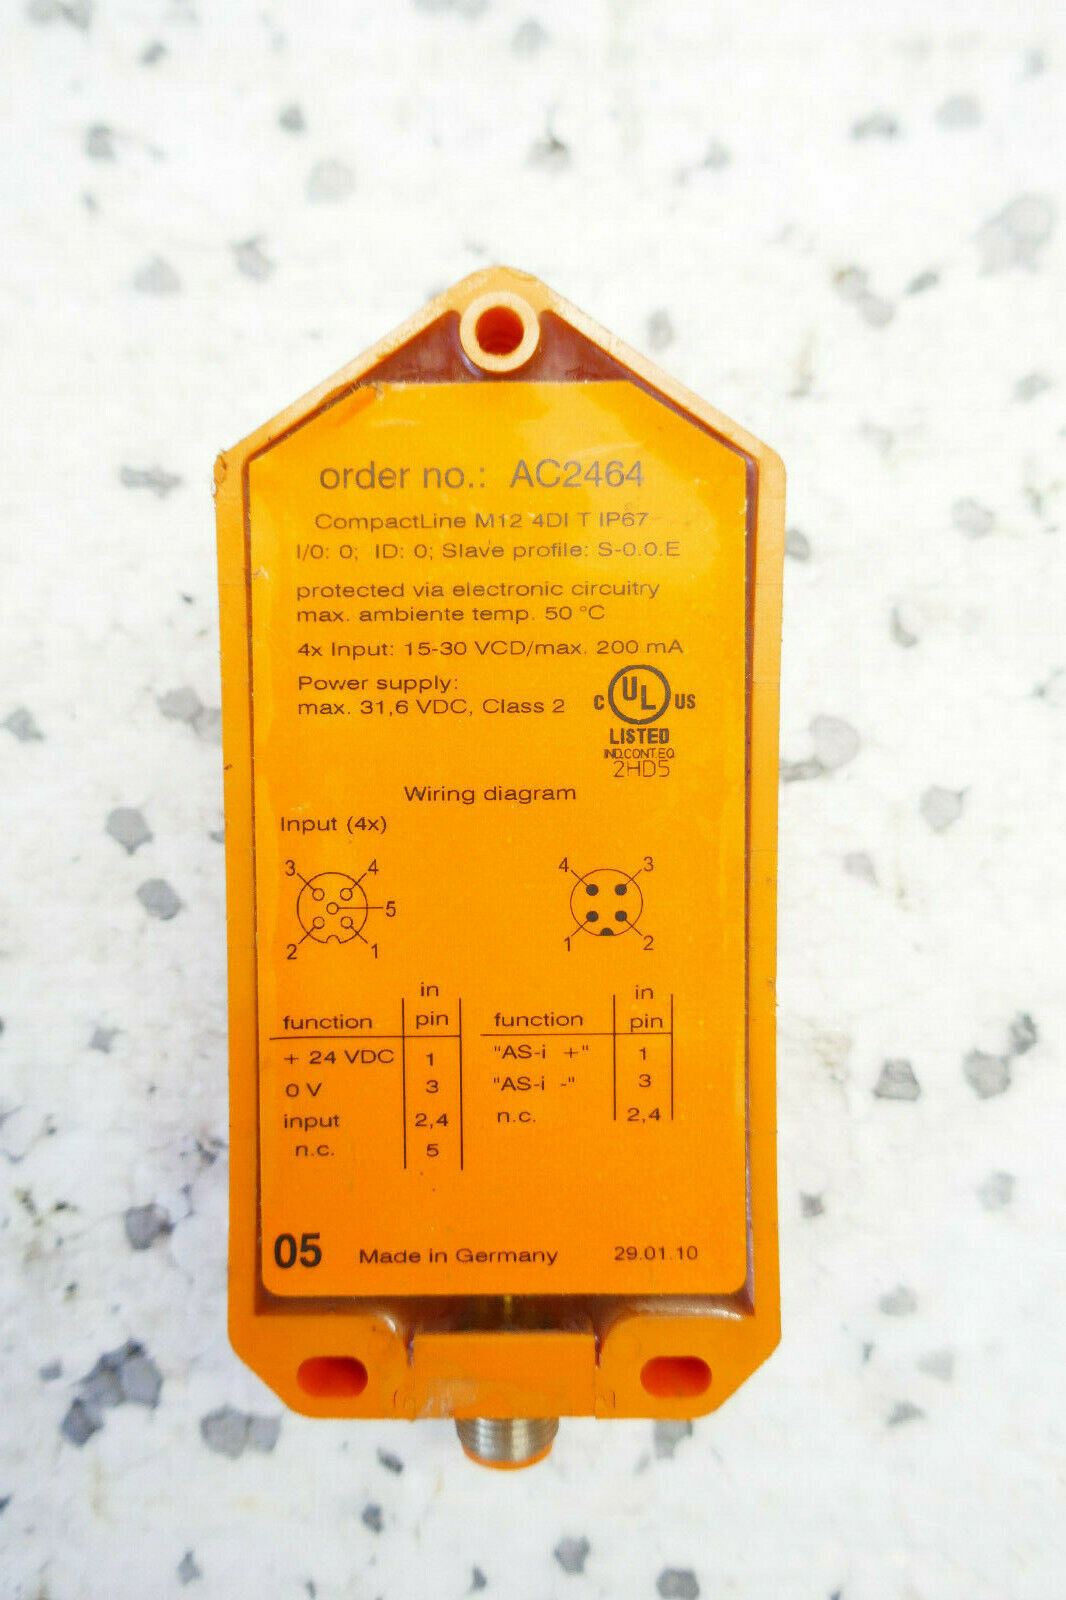 order no.: AC2464
CompactLine M12 4DI T IP67
I/0: 0; ID: 0; Slave profile: S-0.0.E
protected via electronic circuitry
max. ambiente temp. 50 °C
4x Input: 15-30 VCD/max. 200 mA
Power supply:
max. 31,6 VDC, Class 2
C UL US
LISTED
IND.CONT.EQ
2HD5
Wiring diagram
Input (4x)
3 4
5
2 1
4 3
1 2
function in pin
+ 24 VDC 1
0 V 3
input 2,4
n.c. 5
function in pin
"AS-i +" 1
"AS-i -" 3
n.c. 2,4
05 Made in Germany 29.01.10